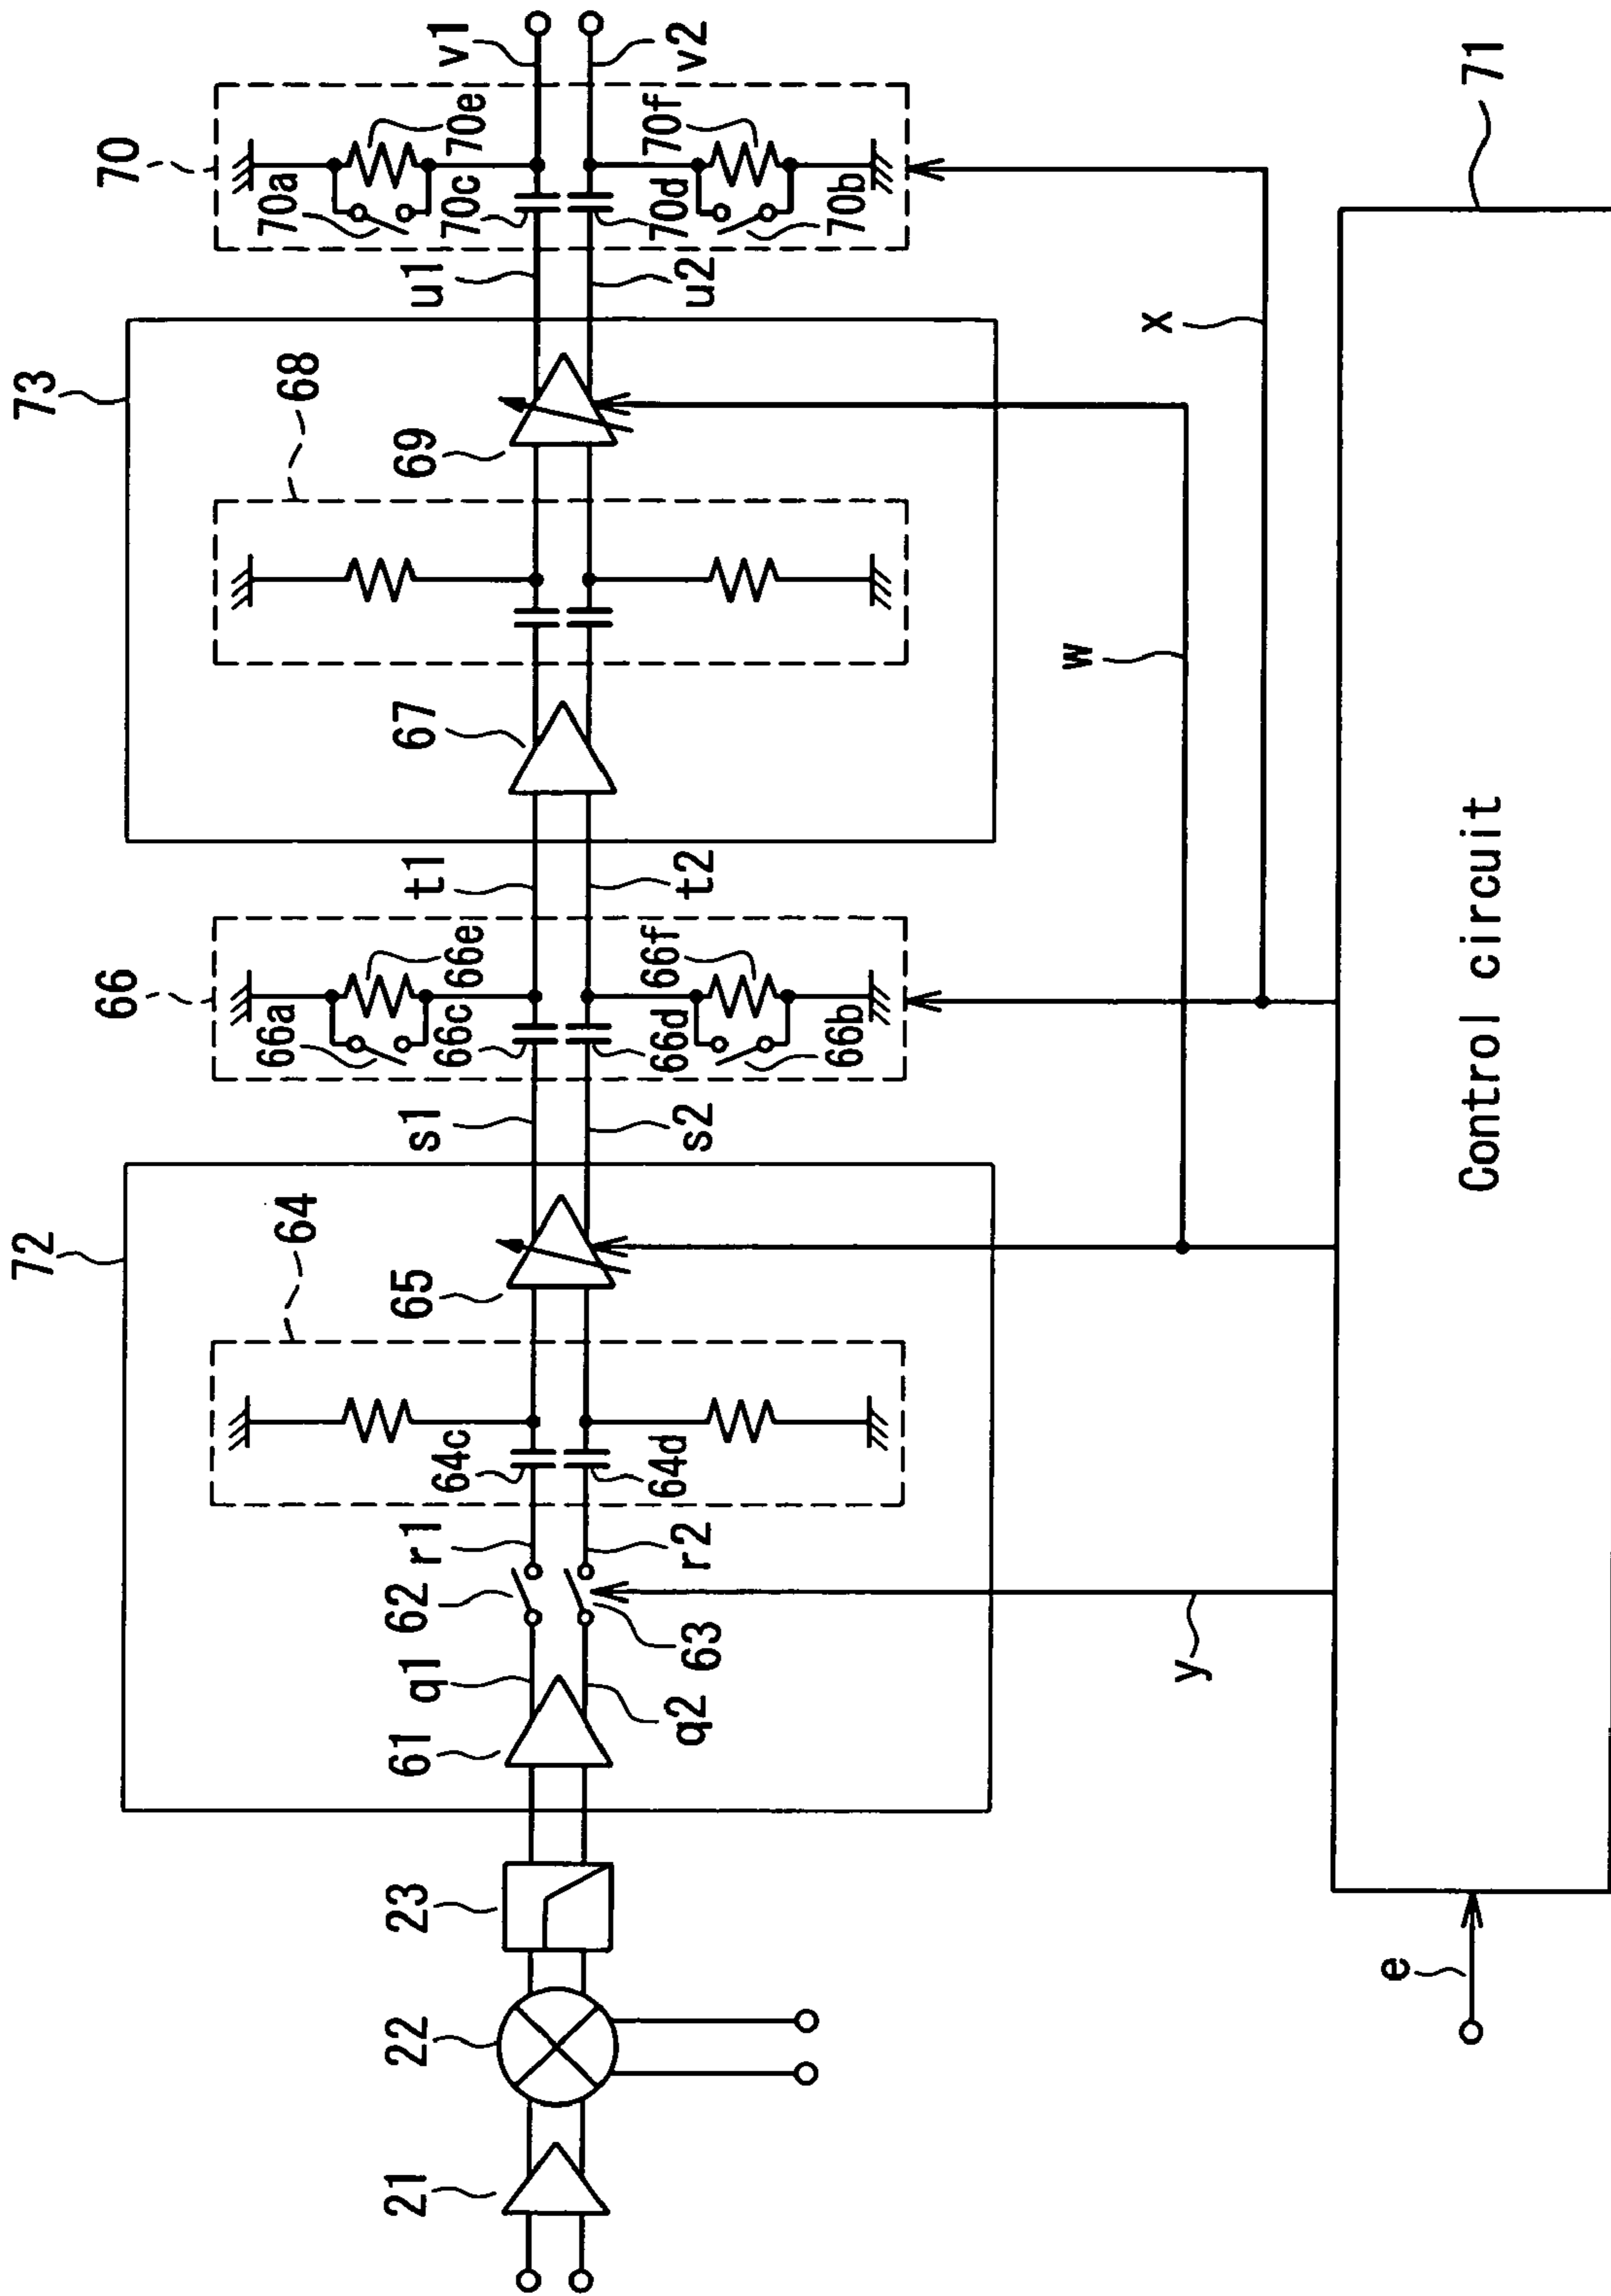 73
70
v1
72
66
u1
70a
70e
70c
68
t1
69
s1
66a
66e
66c
67
64
65
64c
r1
62
q1
61
23
22
21
v2
70f
70d
70b
u2
t2
66f
66d
66b
s2
64d
r2
63
q2
x
w
y
e
71
Control circuit